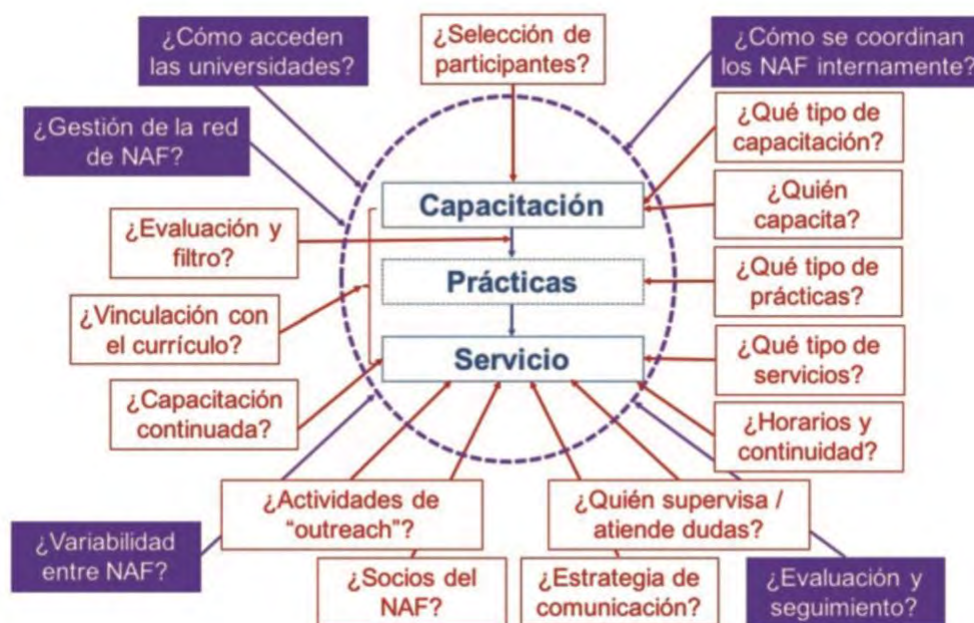 ¿Cómo acceden
las universidades?
¿Selección de
participantes?
¿Cómo se coordinan
los NAF internamente?
¿Gestión de la red
de NAF?
¿Qué tipo de
capacitación?
Capacitación
¿Quién
capacita?
¿Evaluación y
filtro?
Prácticas
¿Qué tipo de
prácticas?
¿Vinculación con
el currículo?
Servicio
¿Qué tipo de
servicios?
¿Capacitación
continuada?
¿Horarios y
continuidad?
¿Actividades de
“outreach”?
¿Quién supervisa /
atiende dudas?
¿Variabilidad
entre NAF?
¿Socios del
NAF?
¿Estrategia de
comunicación?
¿Evaluación y
seguimiento?